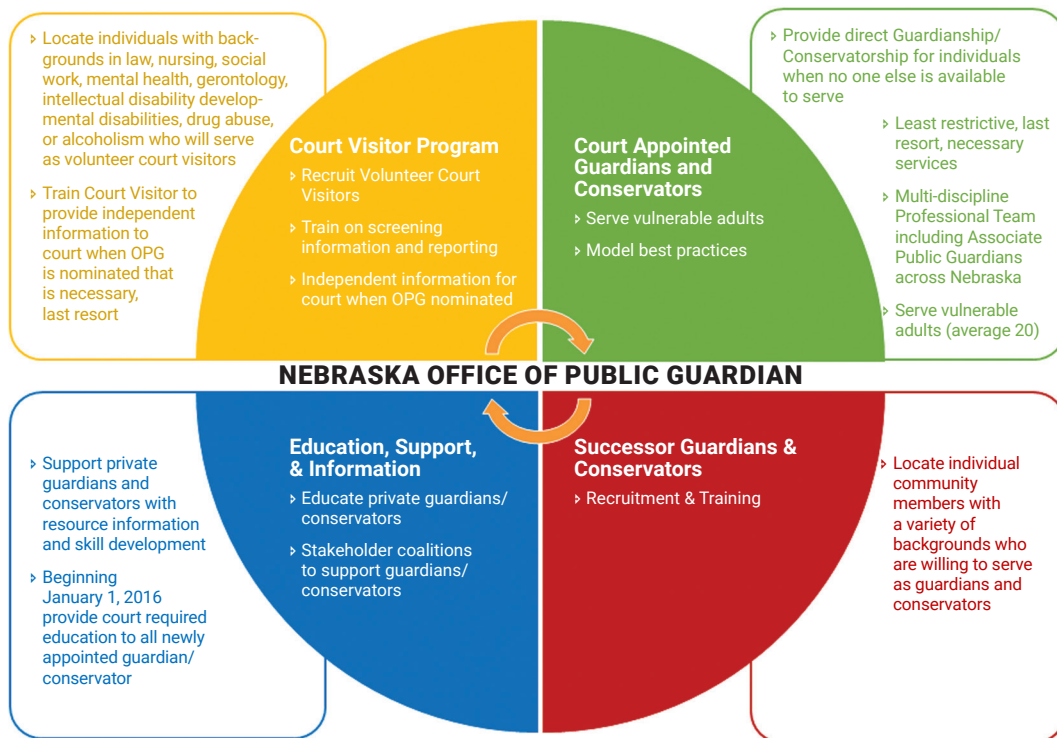 › Locate individuals with back-
grounds in law, nursing, social
work, mental health, gerontology,
intellectual disability develop-
mental disabilities, drug abuse,
or alcoholism who will serve
as volunteer court visitors
› Train Court Visitor to
provide independent
information to
court when OPG
is nominated that
is necessary,
last resort
Court Visitor Program
› Recruit Volunteer Court
Visitors
› Train on screening
information and reporting
› Independent information for
court when OPG nominated
Court Appointed
Guardians and
Conservators
› Serve vulnerable adults
› Model best practices
› Provide direct Guardianship/
Conservatorship for individuals
when no one else is available
to serve
› Least restrictive, last
resort, necessary
services
› Multi-discipline
Professional Team
including Associate
Public Guardians
across Nebraska
› Serve vulnerable
adults (average 20)
NEBRASKA OFFICE OF PUBLIC GUARDIAN
› Support private
guardians and
conservators with
resource information
and skill development
› Beginning
January 1, 2016
provide court required
education to all newly
appointed guardian/
conservator
Education, Support,
& Information
› Educate private guardians/
conservators
› Stakeholder coalitions
to support guardians/
conservators
Successor Guardians &
Conservators
› Recruitment & Training
› Locate individual
community
members with
a variety of
backgrounds who
are willing to serve
as guardians and
conservators